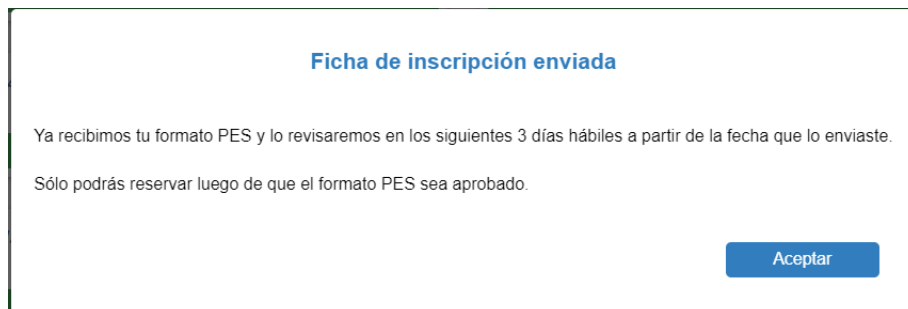 Ficha de inscripción enviada
Ya recibimos tu formato PES y lo revisaremos en los siguientes 3 días hábiles a partir de la fecha que lo enviaste.
Sólo podrás reservar luego de que el formato PES sea aprobado.
Aceptar